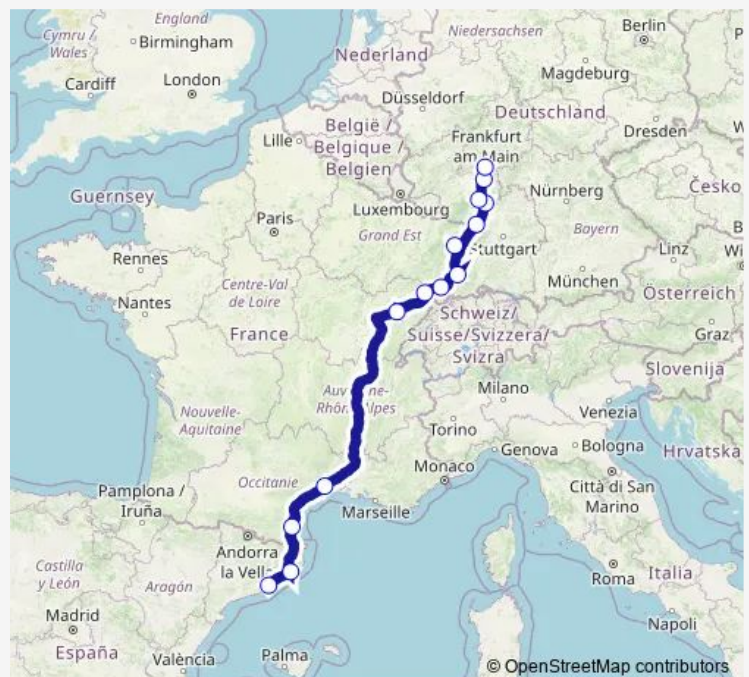 England
Cymru /
Wales
Birmingham
Cardiff
London
Nederland
Niedersachsen
Berlin
Magdeburg
Düsseldorf
Deutschland
Dresden
België /
Belgique /
Belgien
Lille
Frankfurt
am Main
Guernsey
Luxembourg
Nürnberg
Česko
Paris
Grand Est
Stuttgart
Bayern
Rennes
Linz
Nantes
Centre-Val
de Loire
München
Österreich
France
Schweiz/
Suisse/Svizzera/
Svizra
Graz
Slovenija
Nouvelle-
Aquitaine
Milano
Venezia
Torino
Hrvatska
Genova
Bologna
Occitanie
Monaco
Città di San
Marino
Pamplona /
Iruña
Marseille
Andorra
la Vella
Castilla
y León
Aragón
Roma
Italia
Madrid
Napoli
España
València
Palma
© OpenStreetMap contributors